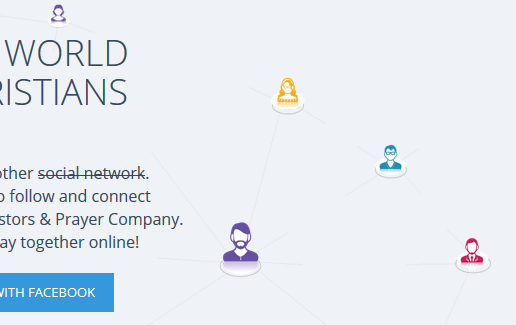 WORLD
RISTIANS
other social network.
o follow and connect
stors & Prayer Company.
ay together online!
WITH FACEBOOK